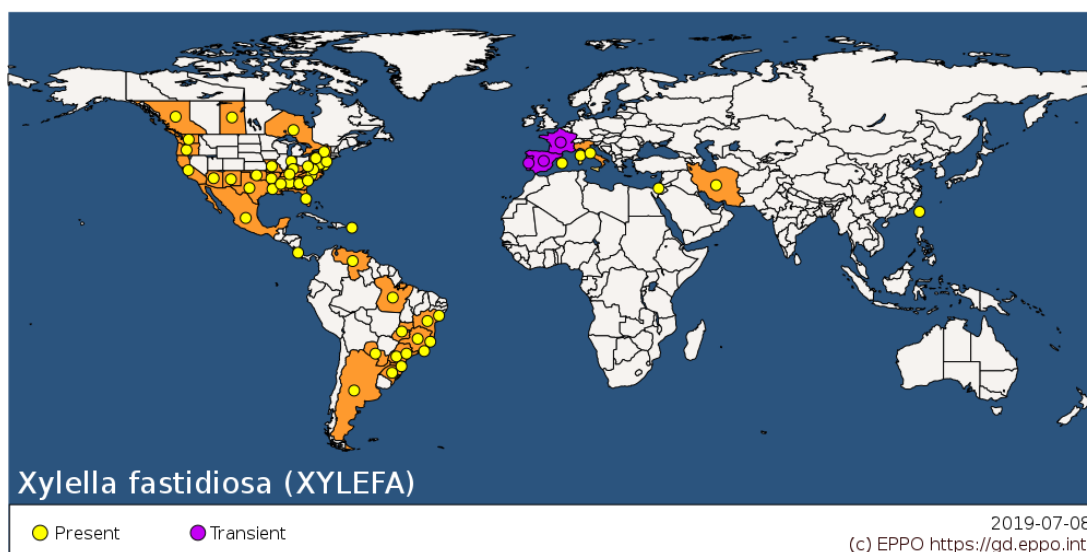 Xylella fastidiosa (XYLEFA)
Present
Transient
2019-07-08
(c) EPPO https://gd.eppo.int